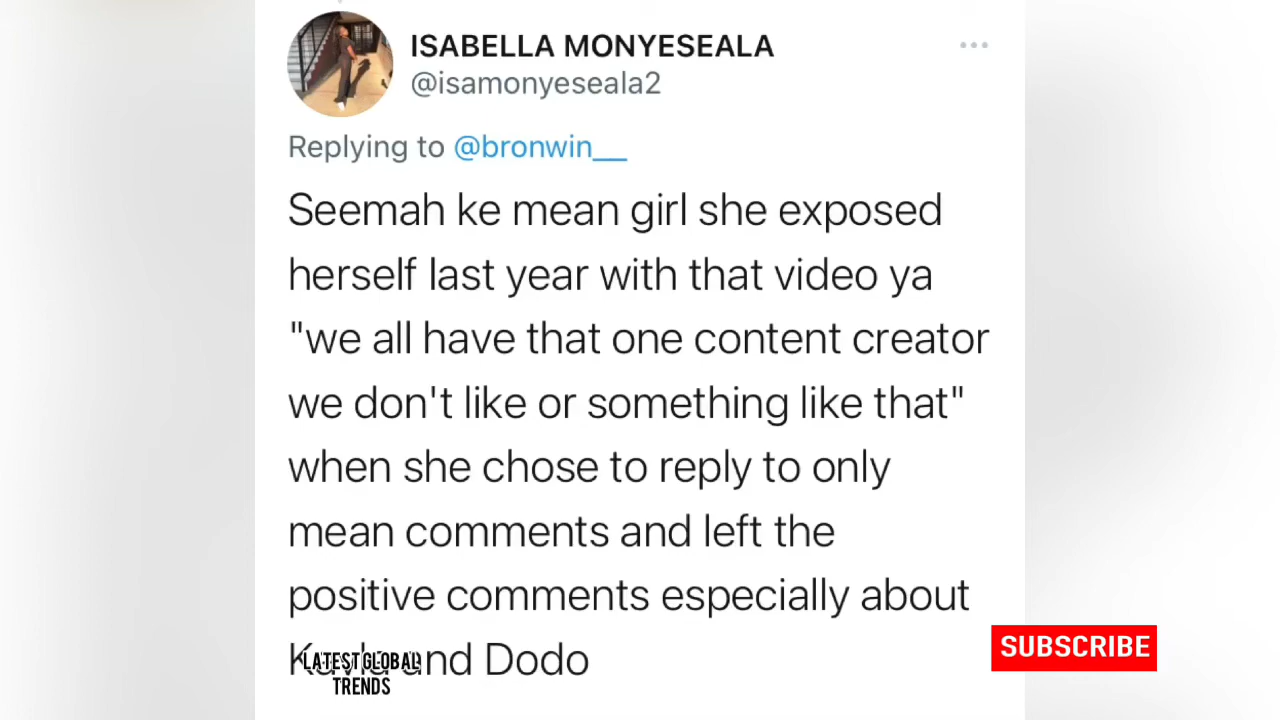 ISABELLA MONYESEALA
@isamonyeseala2
Replying to @bronwin__
Seemah ke mean girl she exposed
herself last year with that video ya
"we all have that one content creator
we don't like or something like that"
when she chose to reply to only
mean comments and left the
positive comments especially about
and Dodo
LATEST GLOBAL
TRENDS
SUBSCRIBE